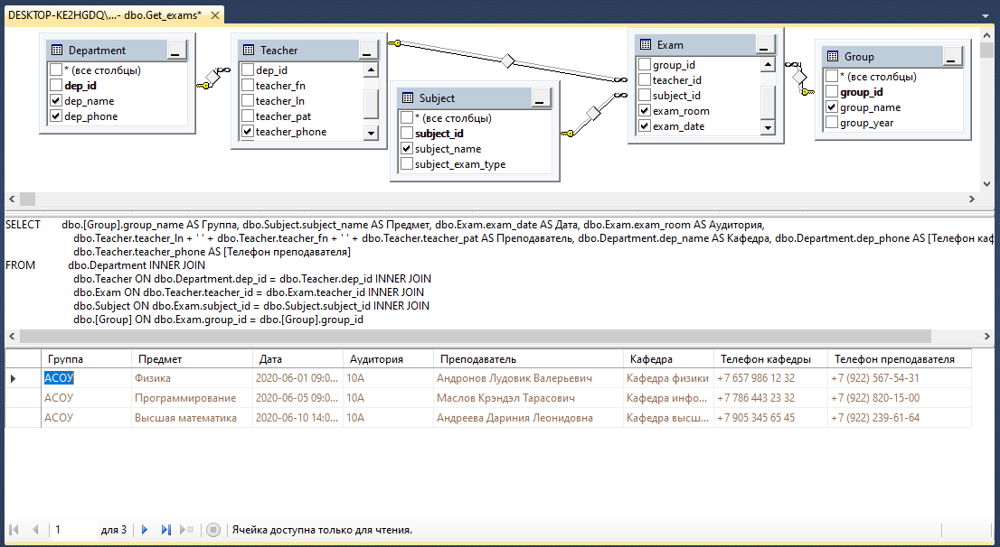 DESKTOP-KE2HGDQ\...- dbo.Get_exams*
Department
* (все столбцы)
dep_id
dep_name
dep_phone
Teacher
dep_id
teacher_fn
teacher_ln
teacher_pat
teacher_phone
Subject
* (все столбцы)
subject_id
subject_name
subject_exam_type
Exam
group_id
teacher_id
subject_id
exam_room
exam_date
Group
* (все столбцы)
group_id
group_name
group_year
SELECT dbo.[Group].group_name AS Группа, dbo.Subject.subject_name AS Предмет, dbo.Exam.exam_date AS Дата, dbo.Exam.exam_room AS Аудитория,
dbo.Teacher.teacher_ln + ' ' + dbo.Teacher.teacher_fn + ' ' + dbo.Teacher.teacher_pat AS Преподаватель, dbo.Department.dep_name AS Кафедра, dbo.Department.dep_phone AS [Телефон каф
dbo.Teacher.teacher_phone AS [Телефон преподавателя]
FROM dbo.Department INNER JOIN
dbo.Teacher ON dbo.Department.dep_id = dbo.Teacher.dep_id INNER JOIN
dbo.Exam ON dbo.Teacher.teacher_id = dbo.Exam.teacher_id INNER JOIN
dbo.Subject ON dbo.Exam.subject_id = dbo.Subject.subject_id INNER JOIN
dbo.[Group] ON dbo.Exam.group_id = dbo.[Group].group_id
Группа Предмет Дата Аудитория Преподаватель Кафедра Телефон кафедры Телефон преподавателя
АСОУ Физика 2020-06-01 09:0... 10А Андронов Лудовик Валерьевич Кафедра физики +7 657 986 12 32 +7 (922) 567-54-31
АСОУ Программирование 2020-06-05 09:0... 10А Маслов Крэндэл Тарасович Кафедра инфо... +7 786 443 23 32 +7 (922) 820-15-00
АСОУ Высшая математика 2020-06-10 14:0... 10А Андреева Дариния Леонидовна Кафедра высш... +7 905 345 65 45 +7 (922) 239-61-64
1 для 3 Ячейка доступна только для чтения.